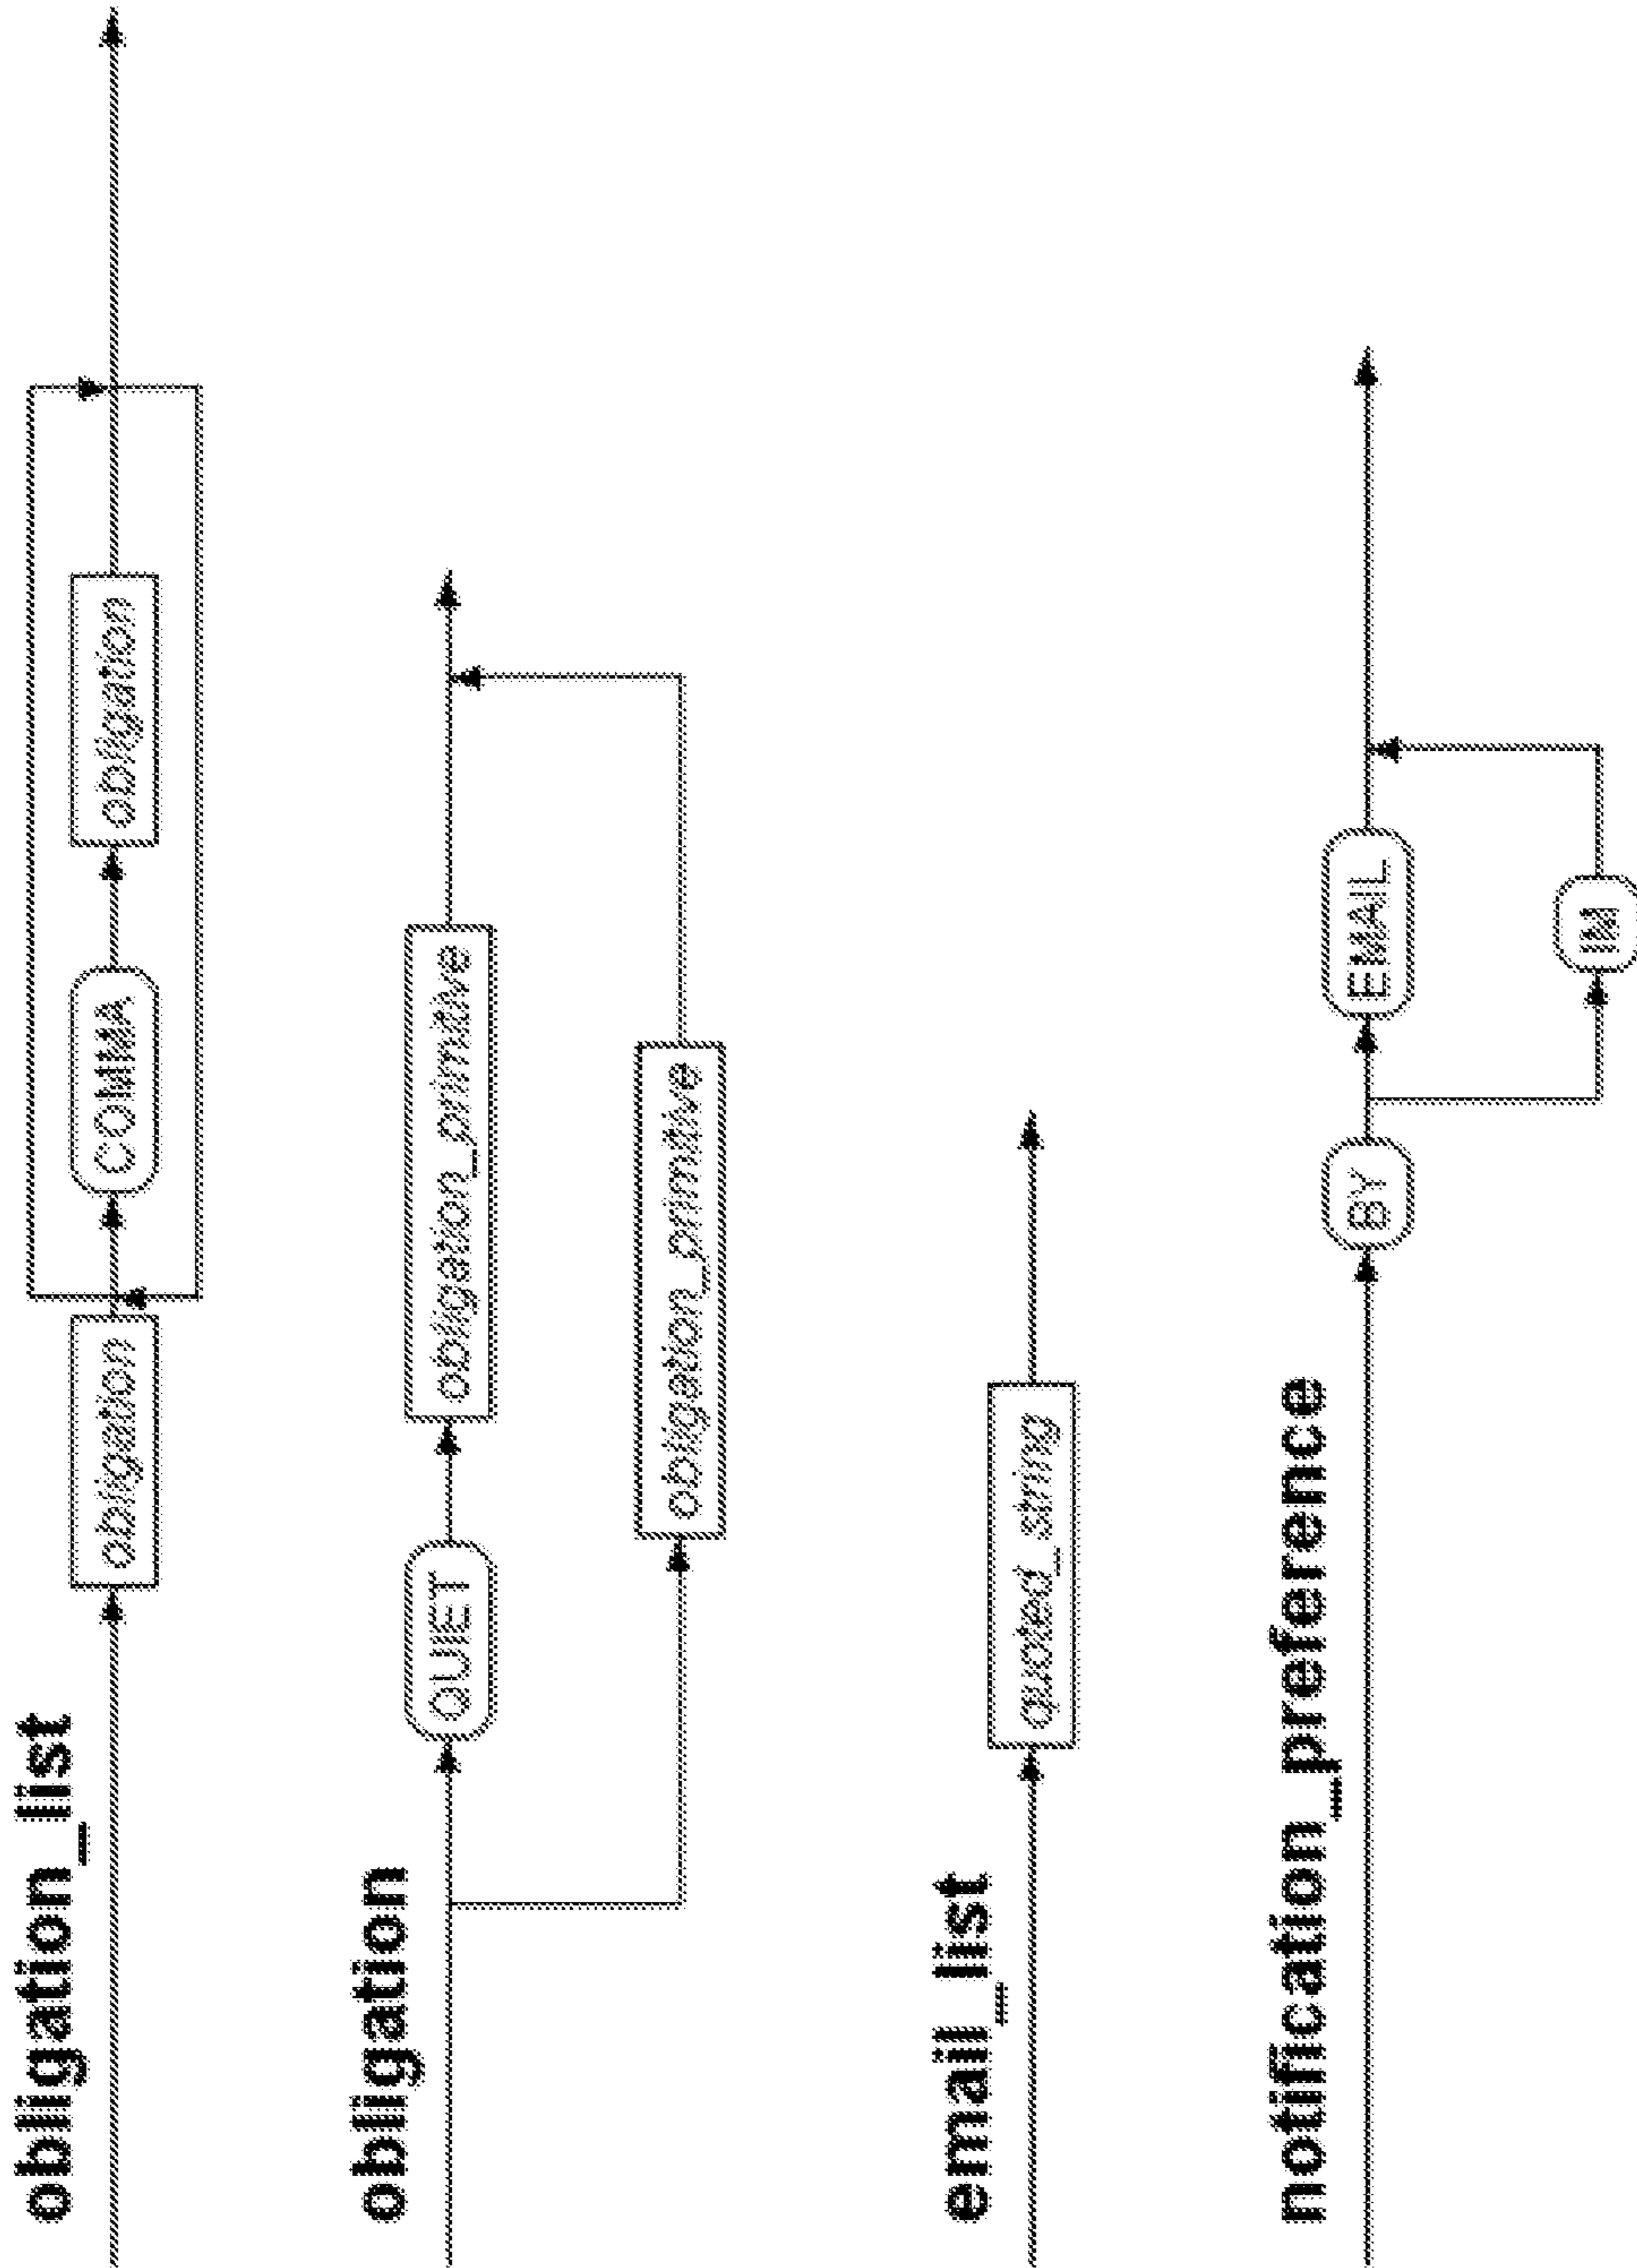 obligation_list
obligation COMMA obligation
obligation
QUIET obligation_primitive
obligation_primitive
email_list
quoted_string
notification_preference
BY EMAIL
IM